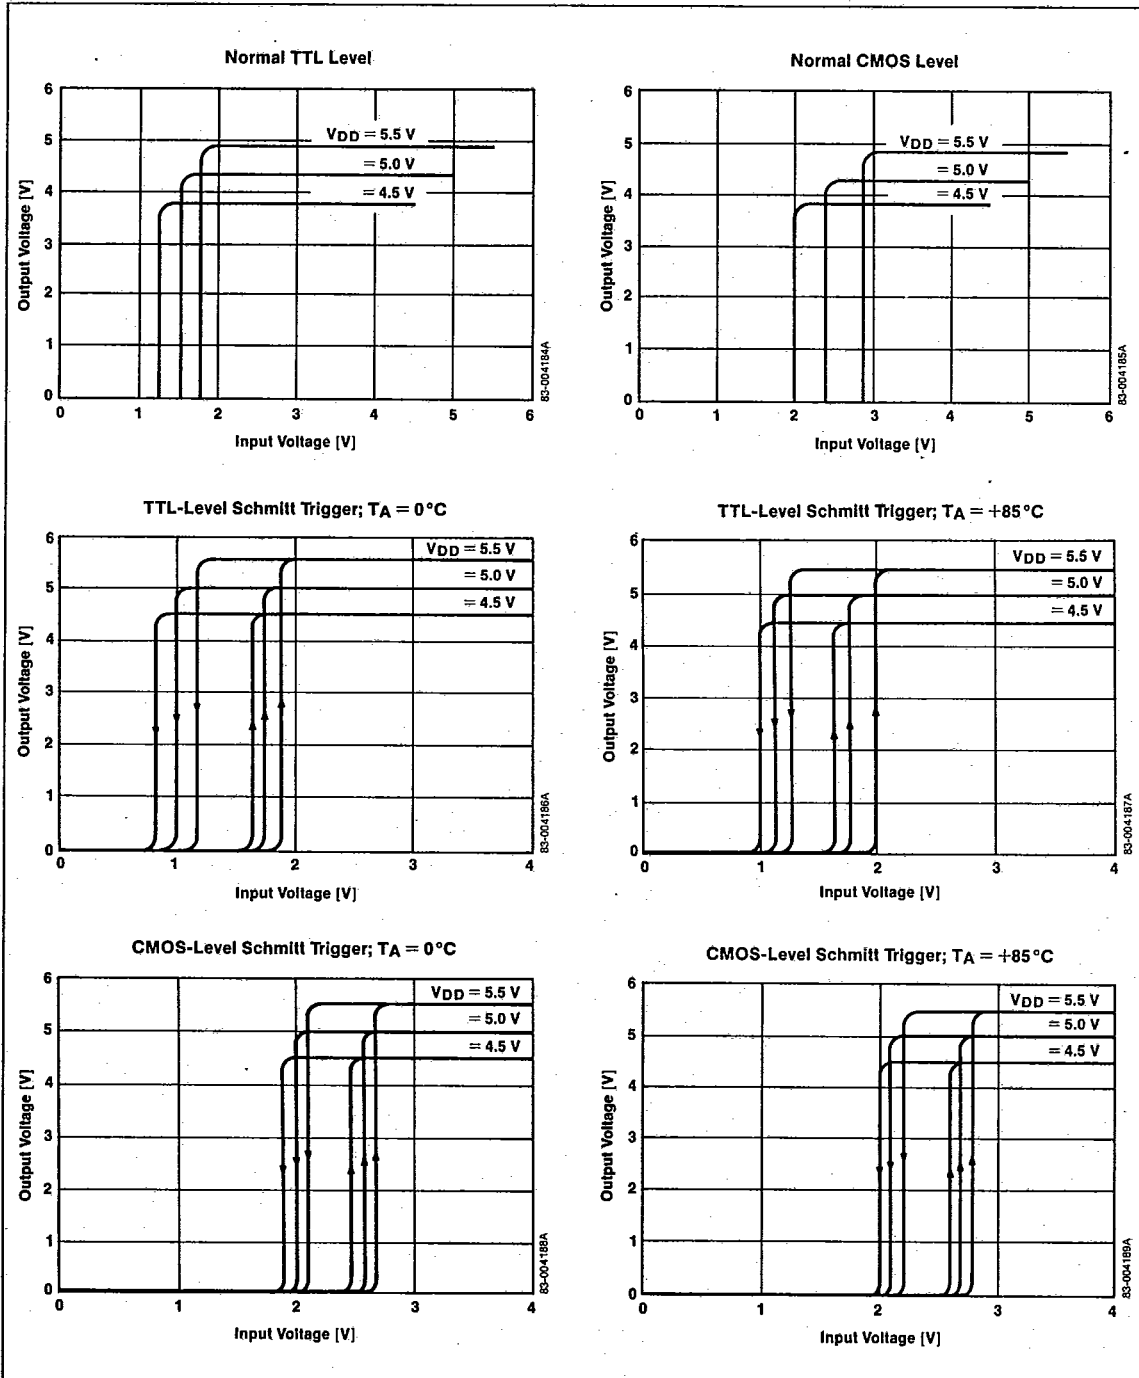 Normal TTL Level
6
5
4
3
2
1
0
Output Voltage [V]
VDD = 5.5 V
= 5.0 V
= 4.5 V
0 1 2 3 4 5 6
Input Voltage [V]
83-004184A
Normal CMOS Level
6
5
4
3
2
1
0
Output Voltage [V]
VDD = 5.5 V
= 5.0 V
= 4.5 V
0 1 2 3 4 5 6
Input Voltage [V]
83-004185A
TTL-Level Schmitt Trigger; TA = 0°C
6
5
4
3
2
1
0
Output Voltage [V]
VDD = 5.5 V
= 5.0 V
= 4.5 V
0 1 2 3 4
Input Voltage [V]
83-004186A
TTL-Level Schmitt Trigger; TA = +85°C
6
5
4
3
2
1
0
Output Voltage [V]
VDD = 5.5 V
= 5.0 V
= 4.5 V
0 1 2 3 4
Input Voltage [V]
83-004187A
CMOS-Level Schmitt Trigger; TA = 0°C
6
5
4
3
2
1
0
Output Voltage [V]
VDD = 5.5 V
= 5.0 V
= 4.5 V
0 1 2 3 4
Input Voltage [V]
83-004188A
CMOS-Level Schmitt Trigger; TA = +85°C
6
5
4
3
2
1
0
Output Voltage [V]
VDD = 5.5 V
= 5.0 V
= 4.5 V
0 1 2 3 4
Input Voltage [V]
83-004189A